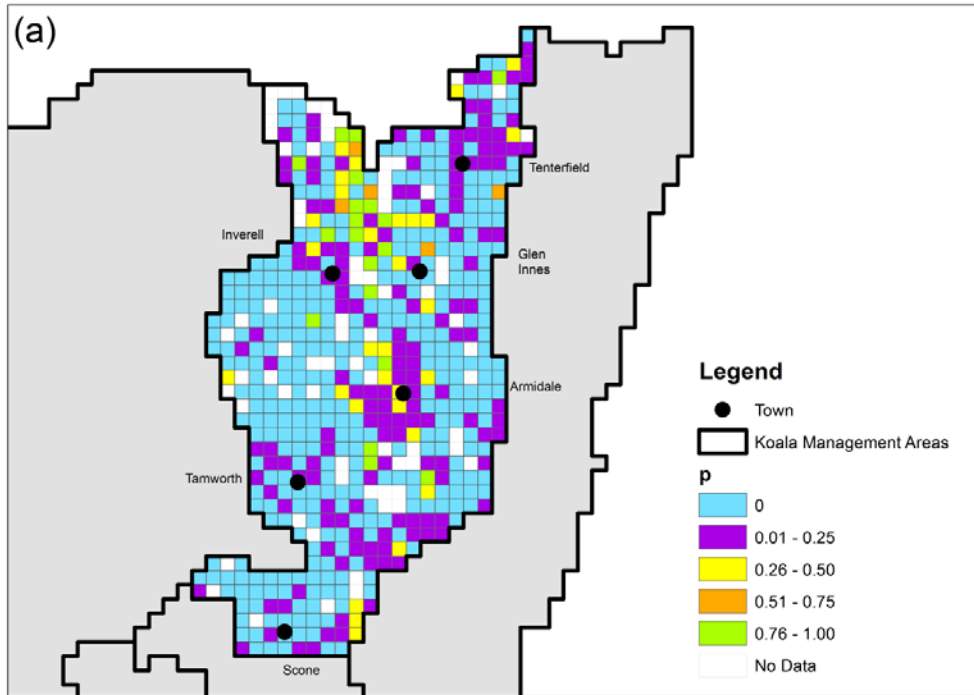 (a)
Tenterfield
Inverell
Glen
Innes
Armidale
Tamworth
Scone
Legend
Town
Koala Management Areas
p
0
0.01 - 0.25
0.26 - 0.50
0.51 - 0.75
0.76 - 1.00
No Data